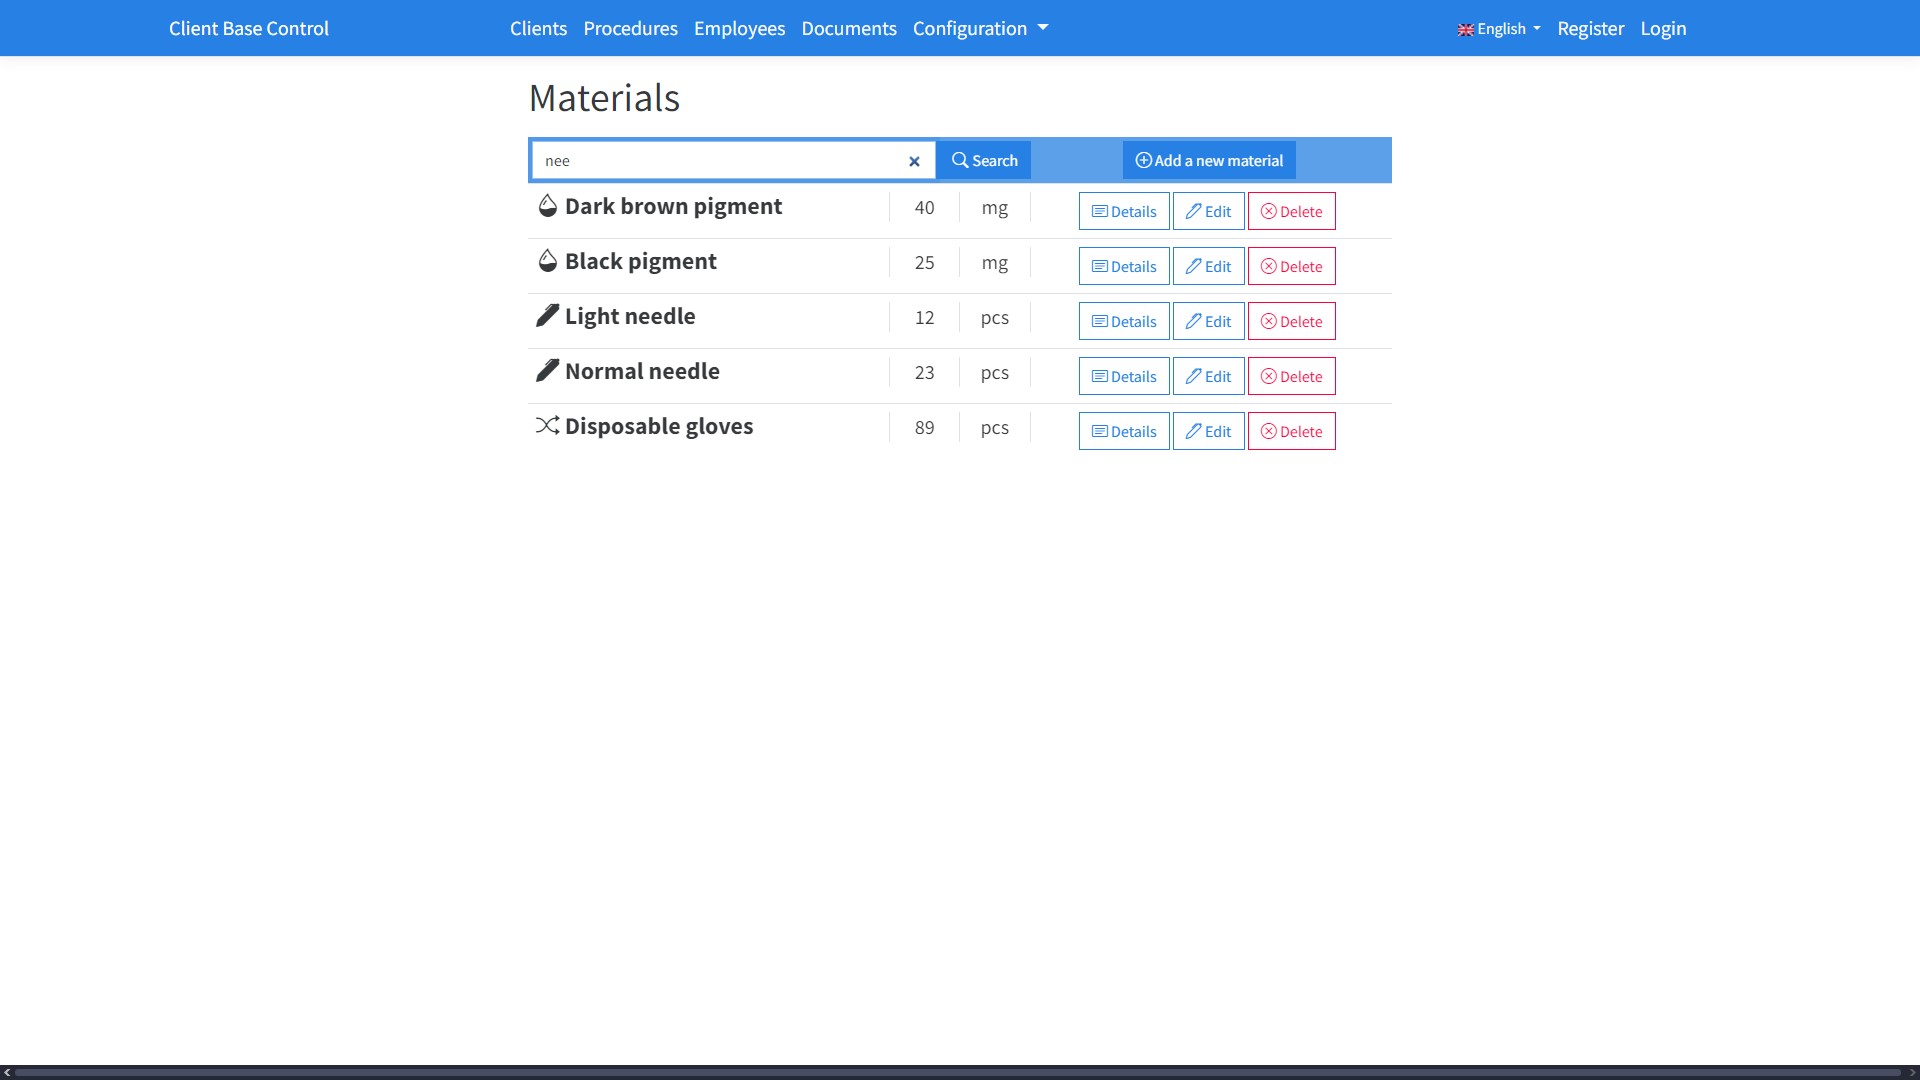 Client Base Control Clients Procedures Employees Documents Configuration English Register Login
Materials
nee Search Add a new material
Dark brown pigment 40 mg Details Edit Delete
Black pigment 25 mg Details Edit Delete
Light needle 12 pcs Details Edit Delete
Normal needle 23 pcs Details Edit Delete
Disposable gloves 89 pcs Details Edit Delete